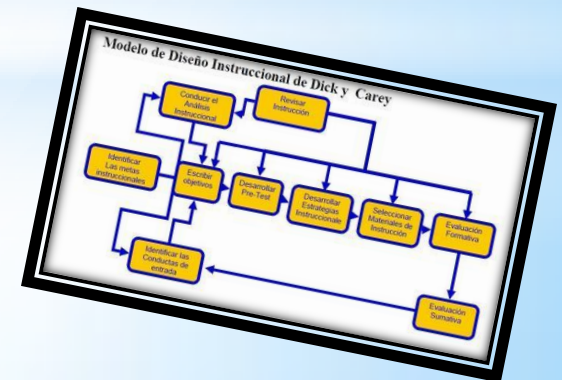 Modelo de Diseño Instruccional de Dick y Carey
Conducir el
Análisis
Instruccional
Revisar
Instrucción
Identificar
Las metas
instruccionales
Escribir
objetivos
Desarrollar
Pre-Test
Desarrollar
Estrategias
Instruccionale
Seleccionar
Materiales de
Instrucción
Evaluación
Formativa
Identificar las
Conductas de
entrada
Evaluación
Sumativa